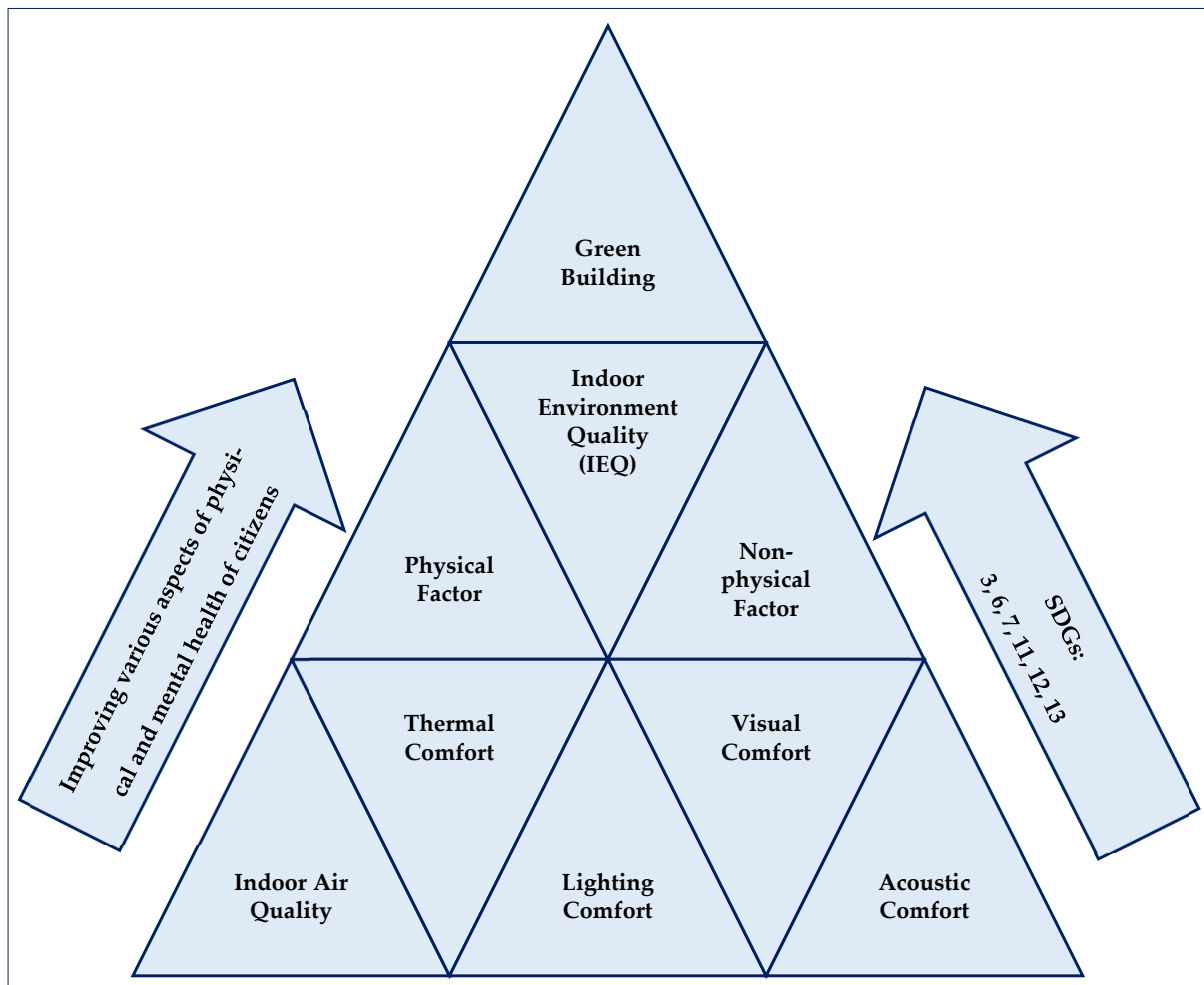 Green
Building
Indoor
Environment
Quality
(IEQ)
Physical
Factor
Non-
physical
Factor
Improving various aspects of physi-
cal and mental health of citizens
SDGs:
3, 6, 7, 11, 12, 13
Thermal
Comfort
Visual
Comfort
Indoor Air
Quality
Lighting
Comfort
Acoustic
Comfort